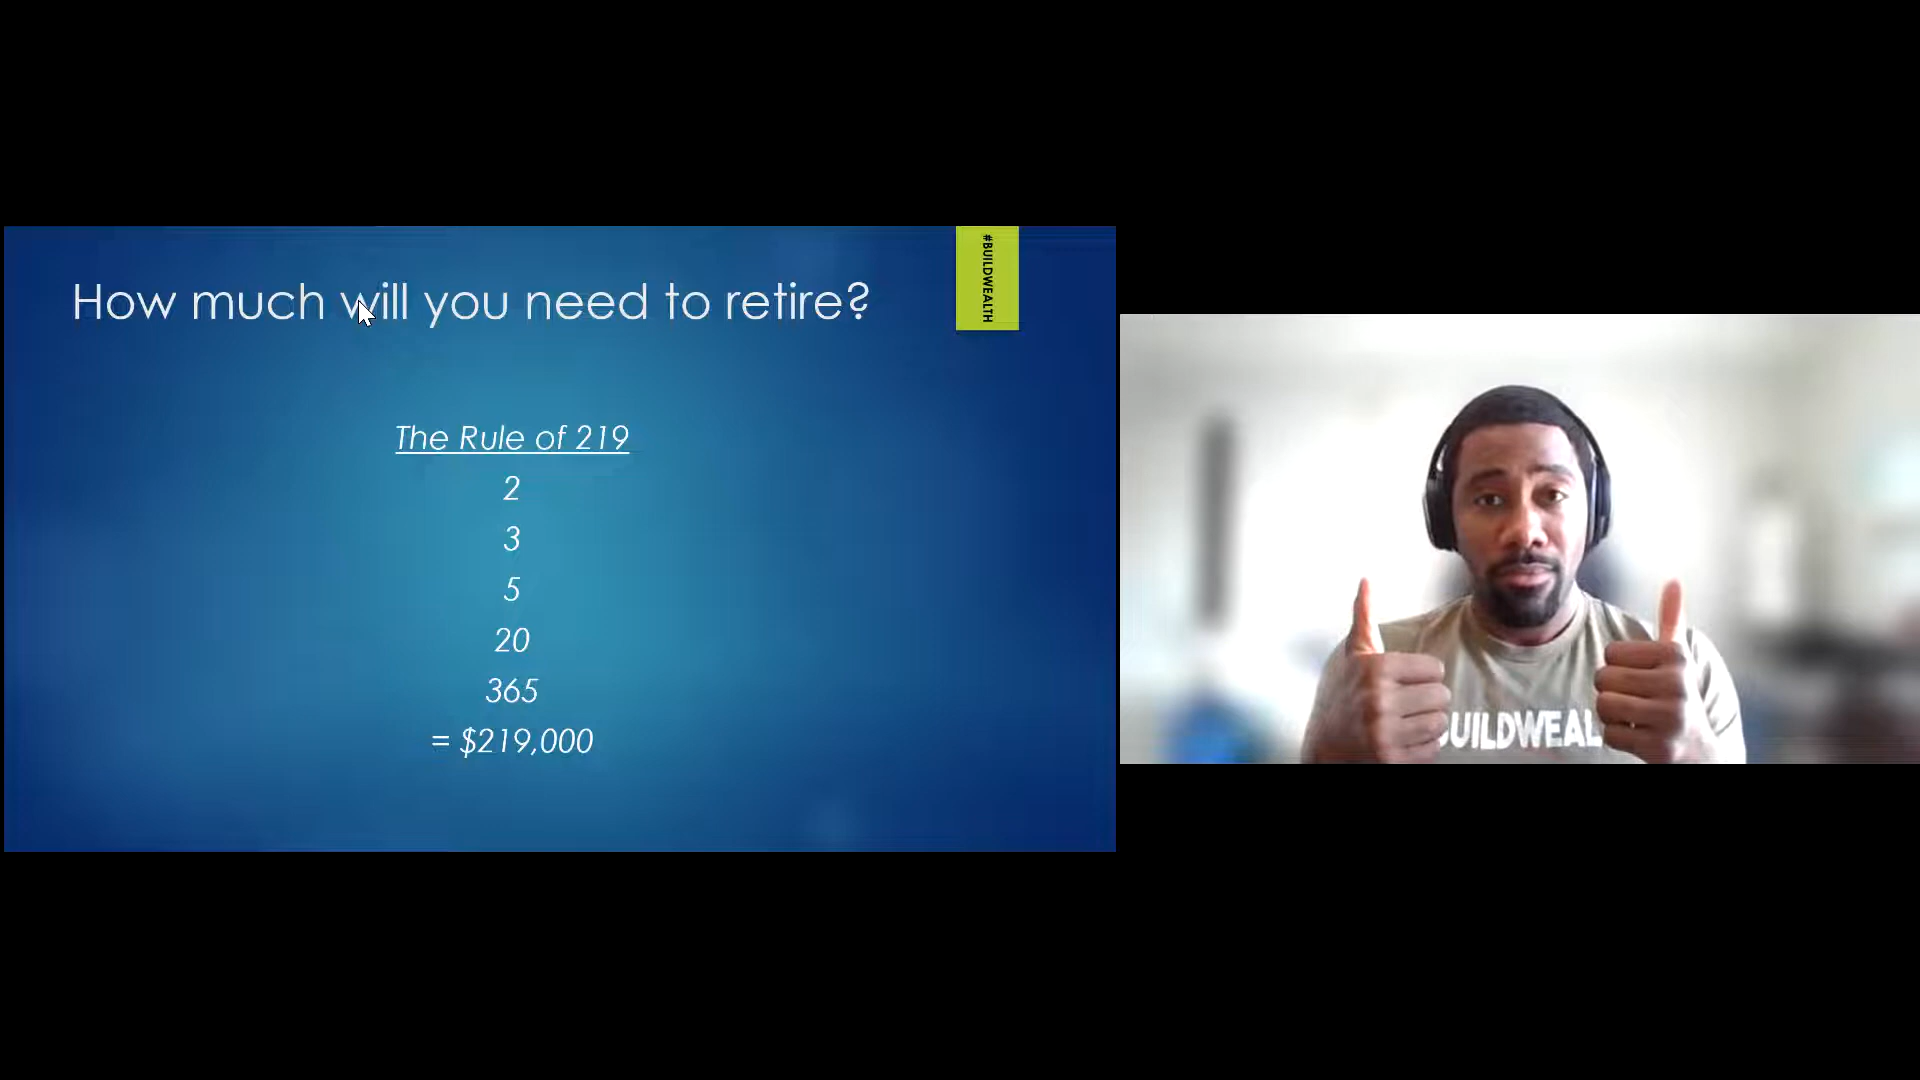 How much will you need to retire?
#BUILDWEALTH
The Rule of 219
2
3
5
20
365
= $219,000
UILDWEAL